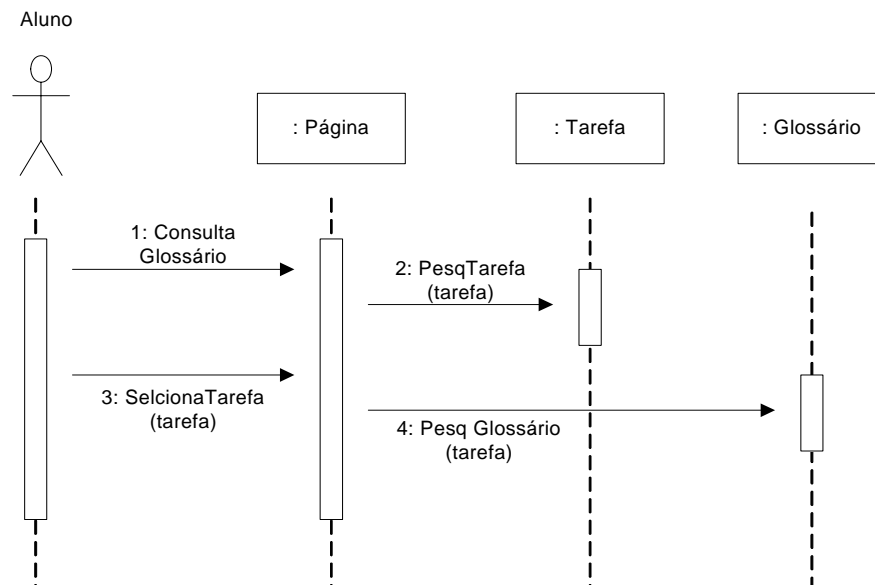 Aluno
: Página
: Tarefa
: Glossário
1: Consulta
Glossário
2: PesqTarefa
(tarefa)
3: SelcionaTarefa
(tarefa)
4: Pesq Glossário
(tarefa)